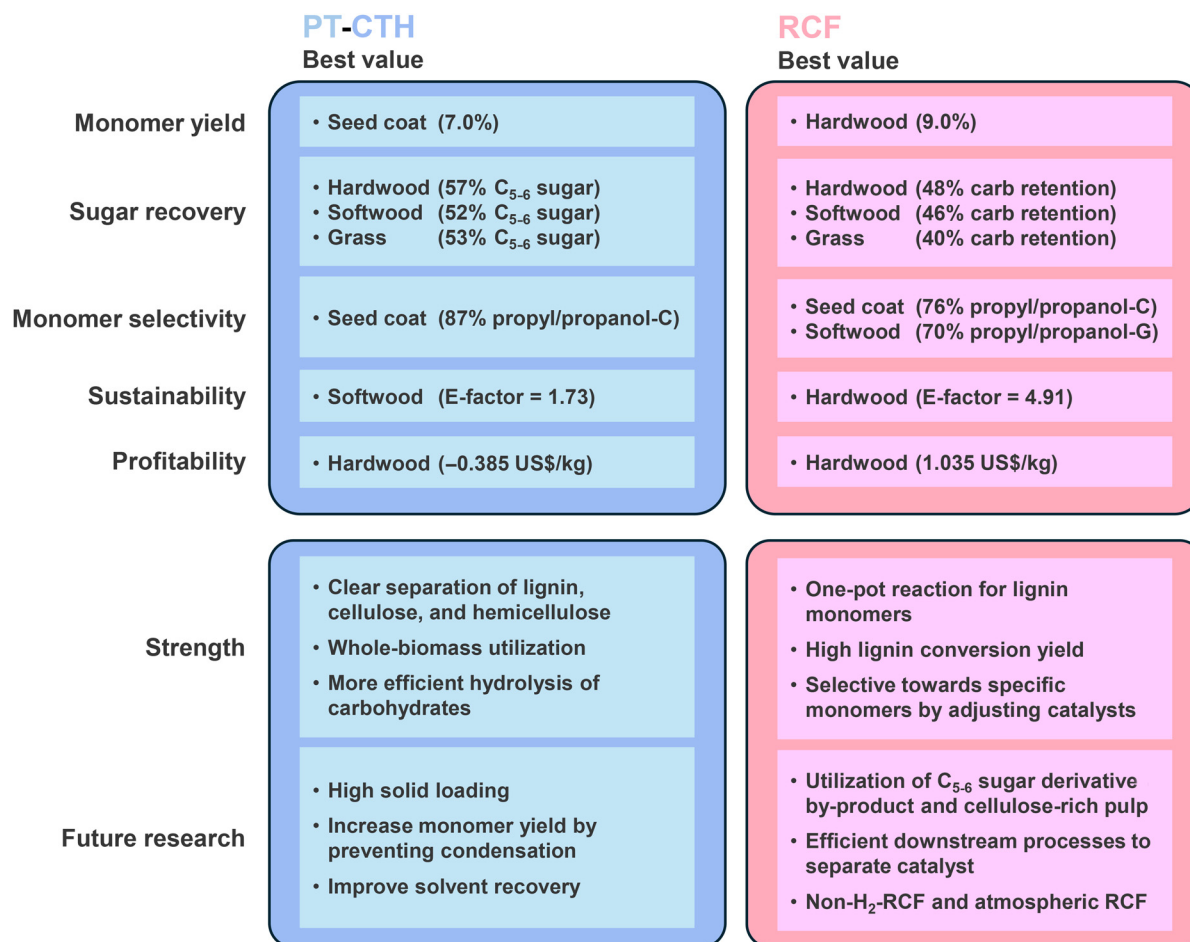 PT-CTH
Best value
RCF
Best value
Monomer yield
• Seed coat (7.0%)
• Hardwood (9.0%)
Sugar recovery
• Hardwood (57% C5-6 sugar)
• Softwood (52% C5-6 sugar)
• Grass (53% C5-6 sugar)
• Hardwood (48% carb retention)
• Softwood (46% carb retention)
• Grass (40% carb retention)
Monomer selectivity
• Seed coat (87% propyl/propanol-C)
• Seed coat (76% propyl/propanol-C)
• Softwood (70% propyl/propanol-G)
Sustainability
• Softwood (E-factor = 1.73)
• Hardwood (E-factor = 4.91)
Profitability
• Hardwood (–0.385 US$/kg)
• Hardwood (1.035 US$/kg)
Strength
• Clear separation of lignin,
cellulose, and hemicellulose
• Whole-biomass utilization
• More efficient hydrolysis of
carbohydrates
• One-pot reaction for lignin
monomers
• High lignin conversion yield
• Selective towards specific
monomers by adjusting catalysts
Future research
• High solid loading
• Increase monomer yield by
preventing condensation
• Improve solvent recovery
• Utilization of C5-6 sugar derivative
by-product and cellulose-rich pulp
• Efficient downstream processes to
separate catalyst
• Non-H2-RCF and atmospheric RCF